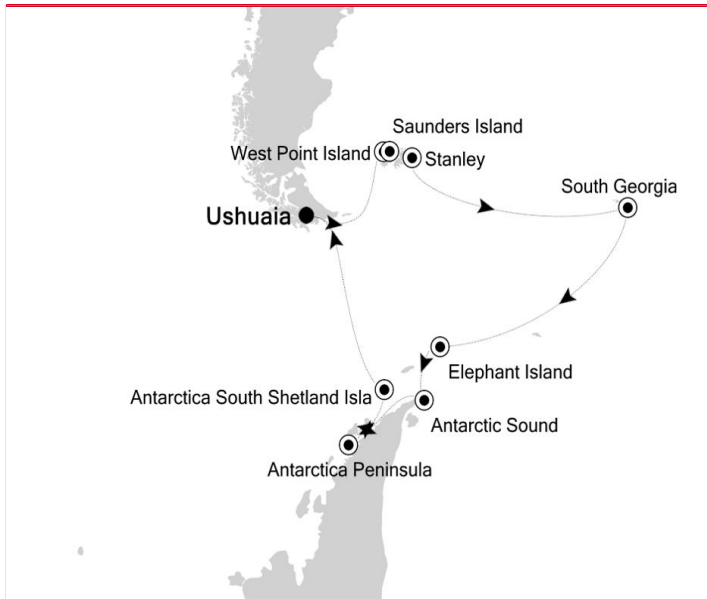 Saunders Island
West Point Island
Stanley
South Georgia
Ushuaia
Elephant Island
Antarctica South Shetland Isla
Antarctic Sound
Antarctica Peninsula